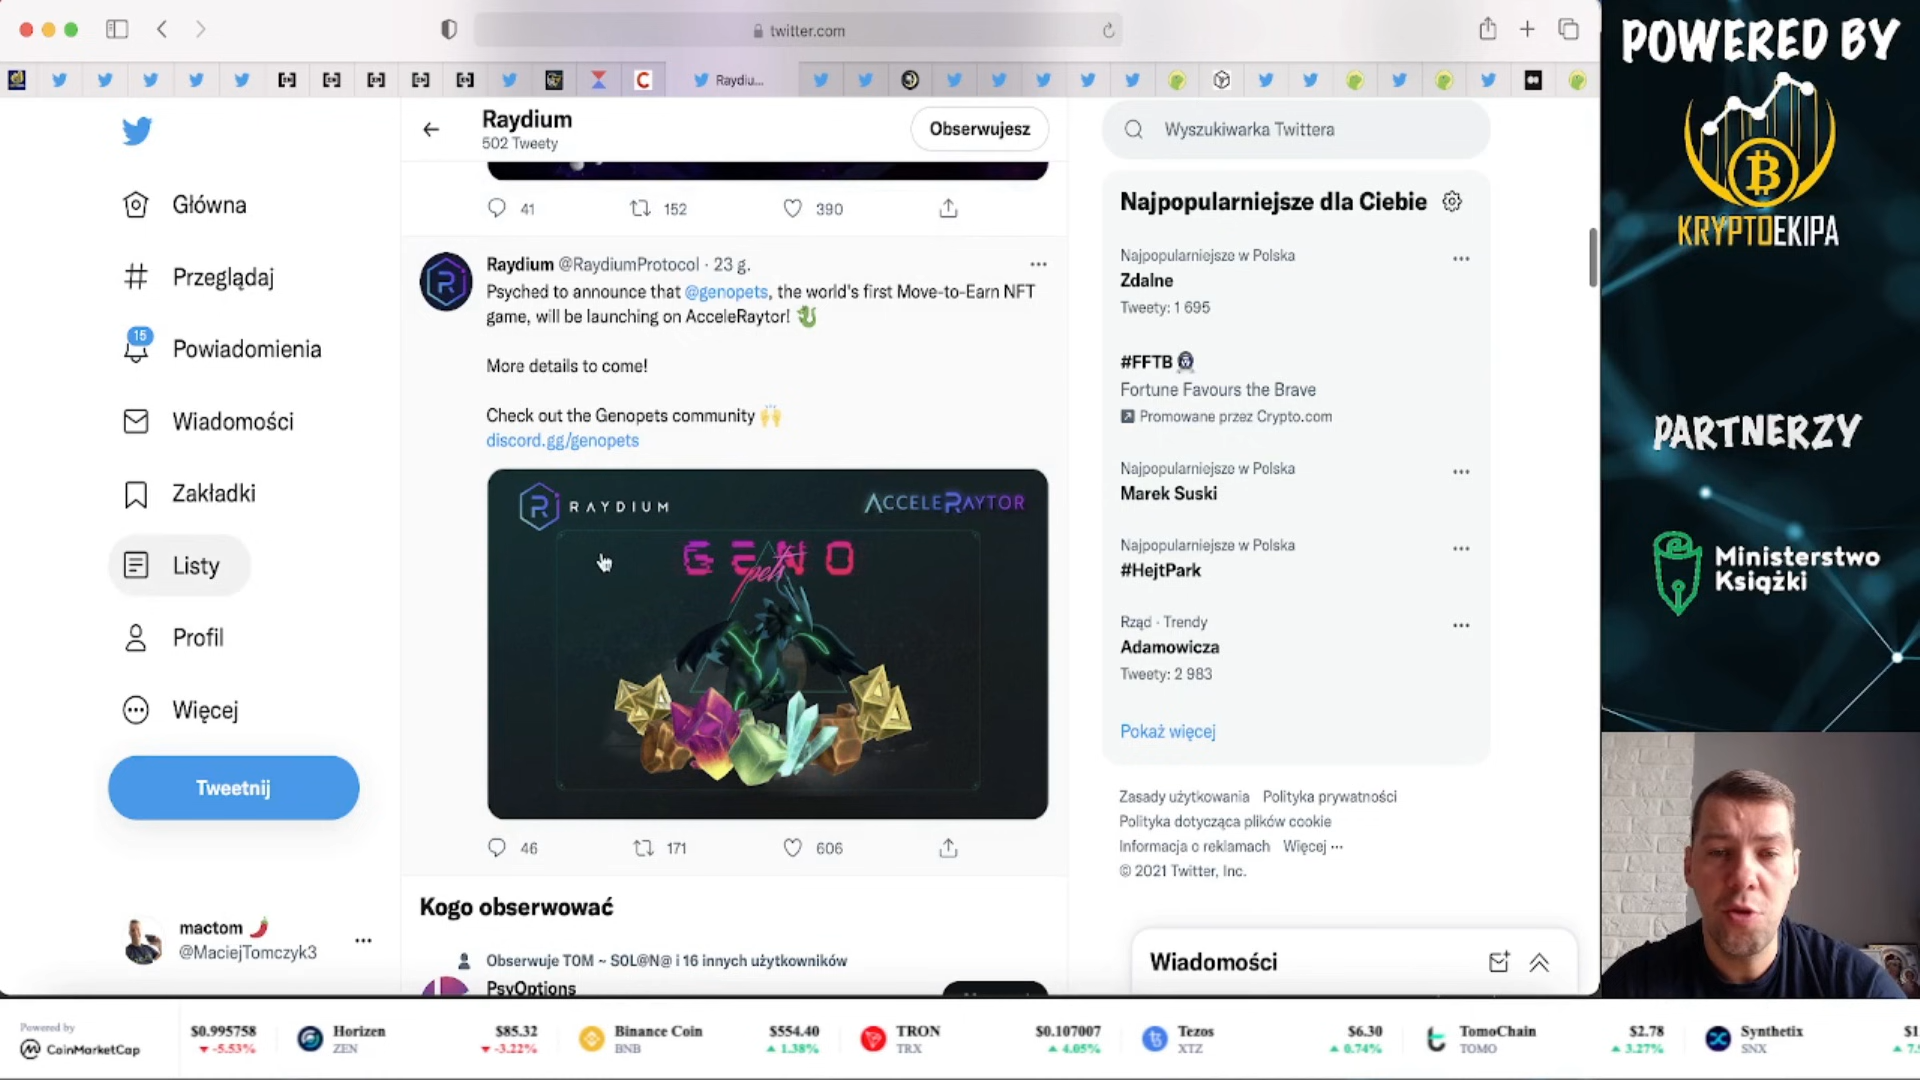 twitter.com
Raydiu...
Raydium
502 Tweety
Obserwujesz
Wyszukiwarka Twittera
Główna
Przeglądaj
15
Powiadomienia
Wiadomości
Zakładki
Listy
Profil
Więcej
Tweetnij
mactom
@MaciejTomczyk3
41
152
390
Raydium @RaydiumProtocol · 23 g.
Psyched to announce that @genopets, the world's first Move-to-Earn NFT
game, will be launching on AcceleRaytor!
More details to come!
Check out the Genopets community
discord.gg/genopets
RAYDIUM
ACCELERAYTOR
GENO
pets
46
171
606
Kogo obserwować
Obserwuje TOM ~ SOL@N@ i 16 innych użytkowników
PsyOptions
Najpopularniejsze dla Ciebie
Najpopularniejsze w Polska
Zdalne
Tweety: 1 695
#FFTB
Fortune Favours the Brave
Promowane przez Crypto.com
Najpopularniejsze w Polska
Marek Suski
Najpopularniejsze w Polska
#HejtPark
Rząd · Trendy
Adamowicza
Tweety: 2 983
Pokaż więcej
Zasady użytkowania Polityka prywatności
Polityka dotycząca plików cookie
Informacja o reklamach Więcej ···
© 2021 Twitter, Inc.
Wiadomości
POWERED BY
KRYPTOEKIPA
PARTNERZY
Ministerstwo
Książki
Powered by
CoinMarketCap
$0.995758
-5.53%
Horizen
ZEN
$85.32
-3.22%
Binance Coin
BNB
$554.40
1.38%
TRON
TRX
$0.107007
4.05%
Tezos
XTZ
$6.30
0.74%
TomoChain
TOMO
$2.78
3.27%
Synthetix
SNX